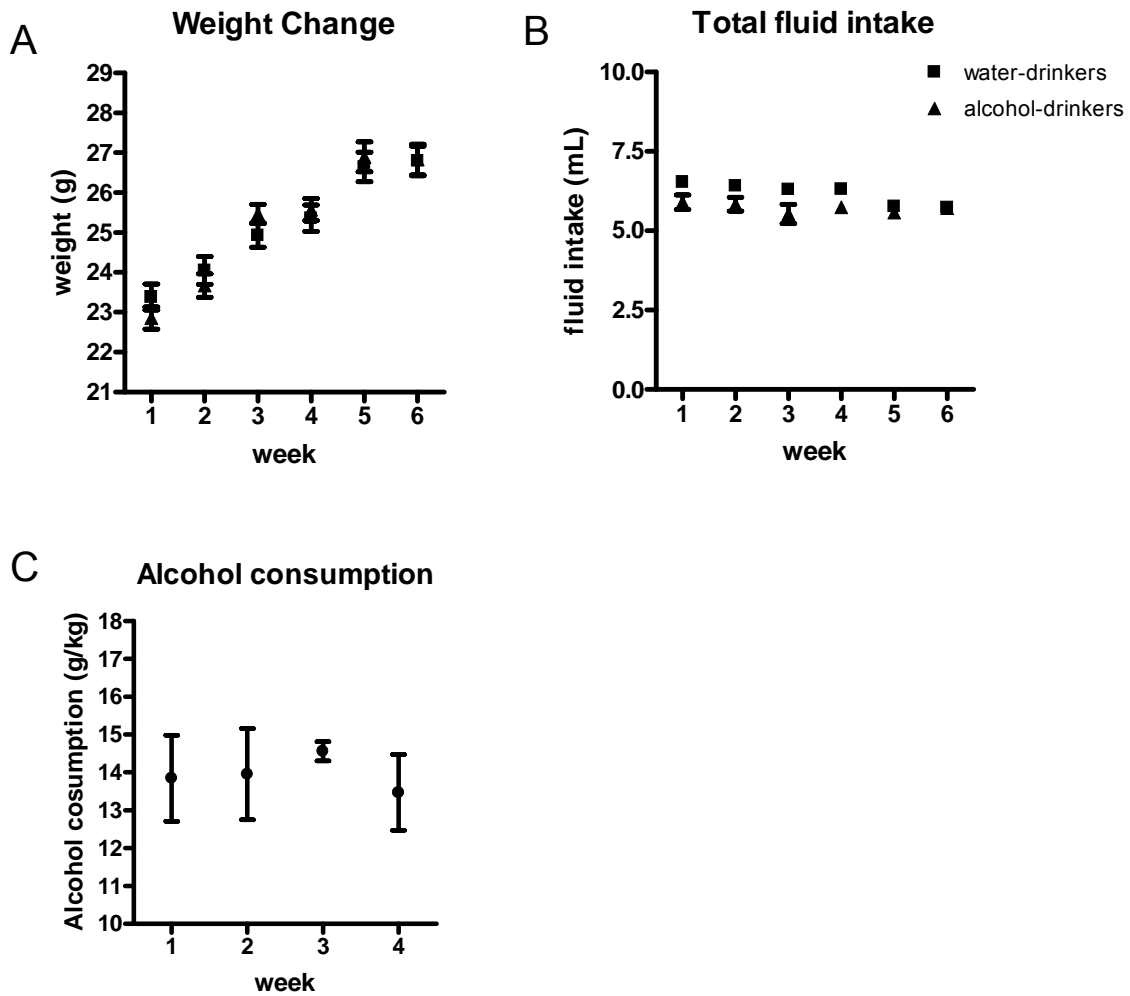 A
Weight Change
weight (g)
29
28
27
26
25
24
23
22
21
1 2 3 4 5 6
week
B
Total fluid intake
water-drinkers
alcohol-drinkers
fluid intake (mL)
10.0
7.5
5.0
2.5
0.0
1 2 3 4 5 6
week
C
Alcohol consumption
Alcohol cosumption (g/kg)
18
17
16
15
14
13
12
10
1 2 3 4
week